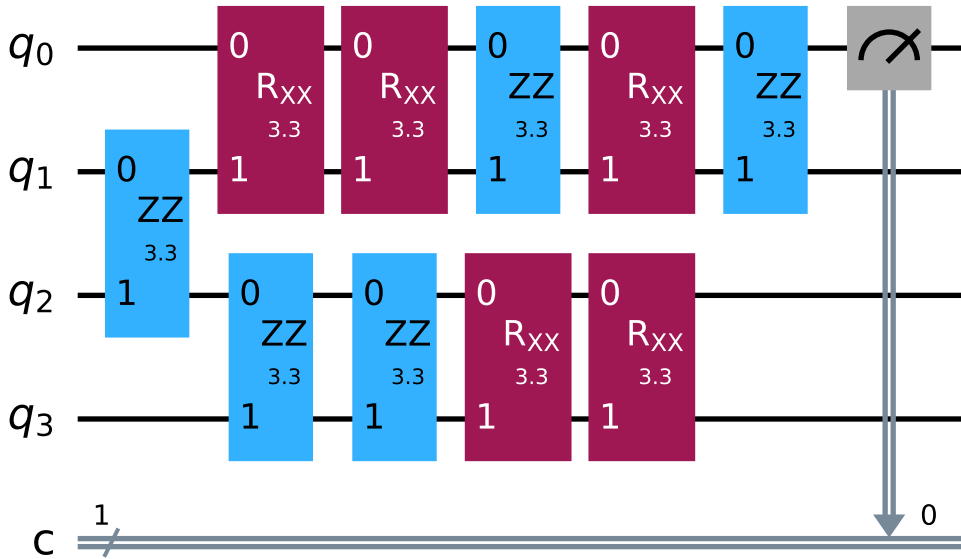 q0 0 0 0 0 0
RXX RXX ZZ RXX ZZ
3.3 3.3 3.3 3.3 3.3
q1 0 1 1 1 1 1
ZZ
3.3
q2 1 0 0 0 0
ZZ ZZ RXX RXX
3.3 3.3 3.3 3.3
q3 1 1 1 1
1 0
c